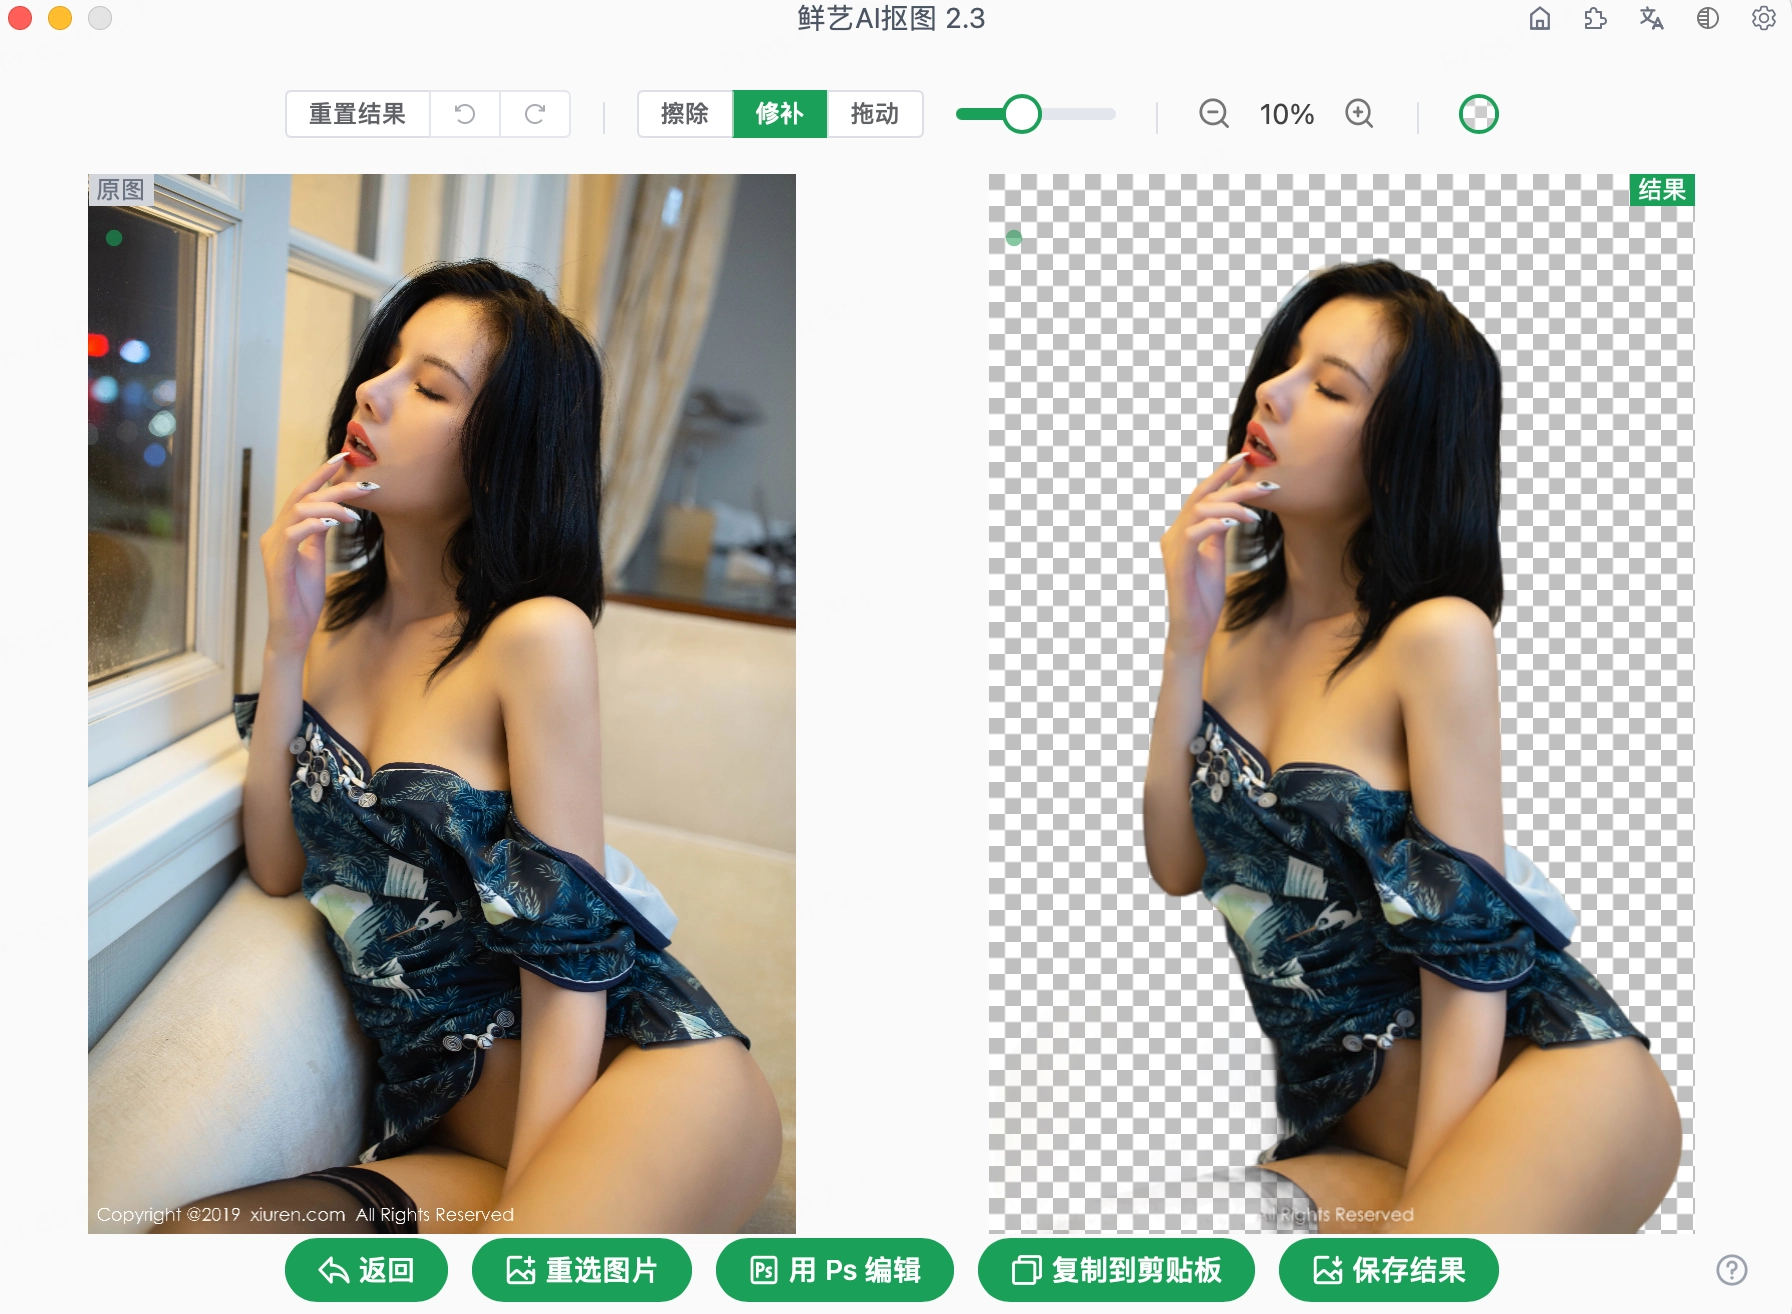 鲜艺AI抠图 2.3
重置结果 擦除 修补 拖动 10%
原图 结果
Copyright @2019 xiuren.com All Rights Reserved
All Rights Reserved
返回 重选图片 Ps 用 Ps 编辑 复制到剪贴板 保存结果